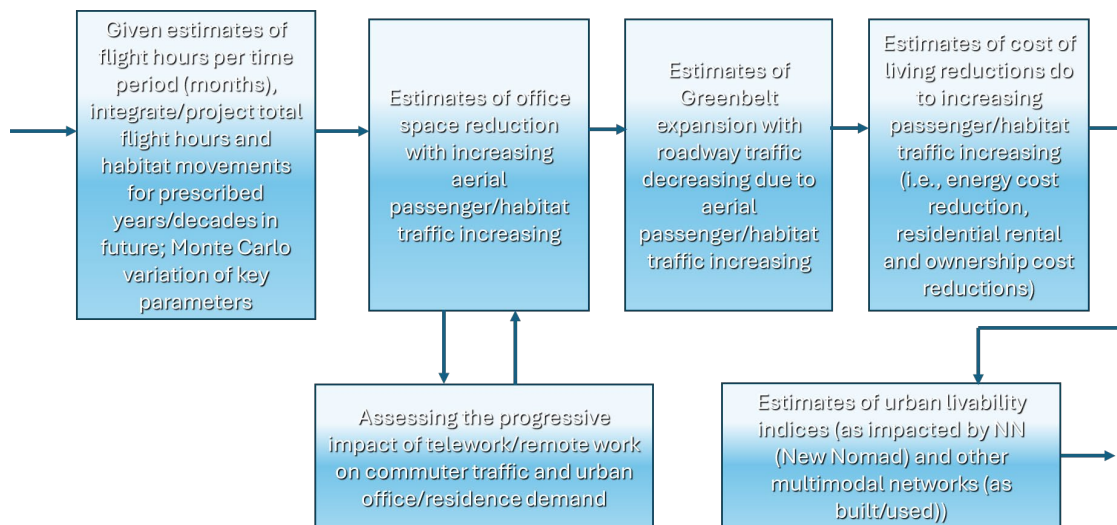 Given estimates of
flight hours per time
period (months),
integrate/project total
flight hours and
habitat movements
for prescribed
years/decades in
future; Monte Carlo
variation of key
parameters
Estimates of office
space reduction
with increasing
aerial
passenger/habitat
traffic increasing
Estimates of
Greenbelt
expansion with
roadway traffic
decreasing due to
aerial
passenger/habitat
traffic increasing
Estimates of cost of
living reductions do
to increasing
passenger/habitat
traffic increasing
(i.e., energy cost
reduction,
residential rental
and ownership cost
reductions)
Assessing the progressive
impact of telework/remote work
on commuter traffic and urban
office/residence demand
Estimates of urban livability
indices (as impacted by NN
(New Nomad) and other
multimodal networks (as
built/used))